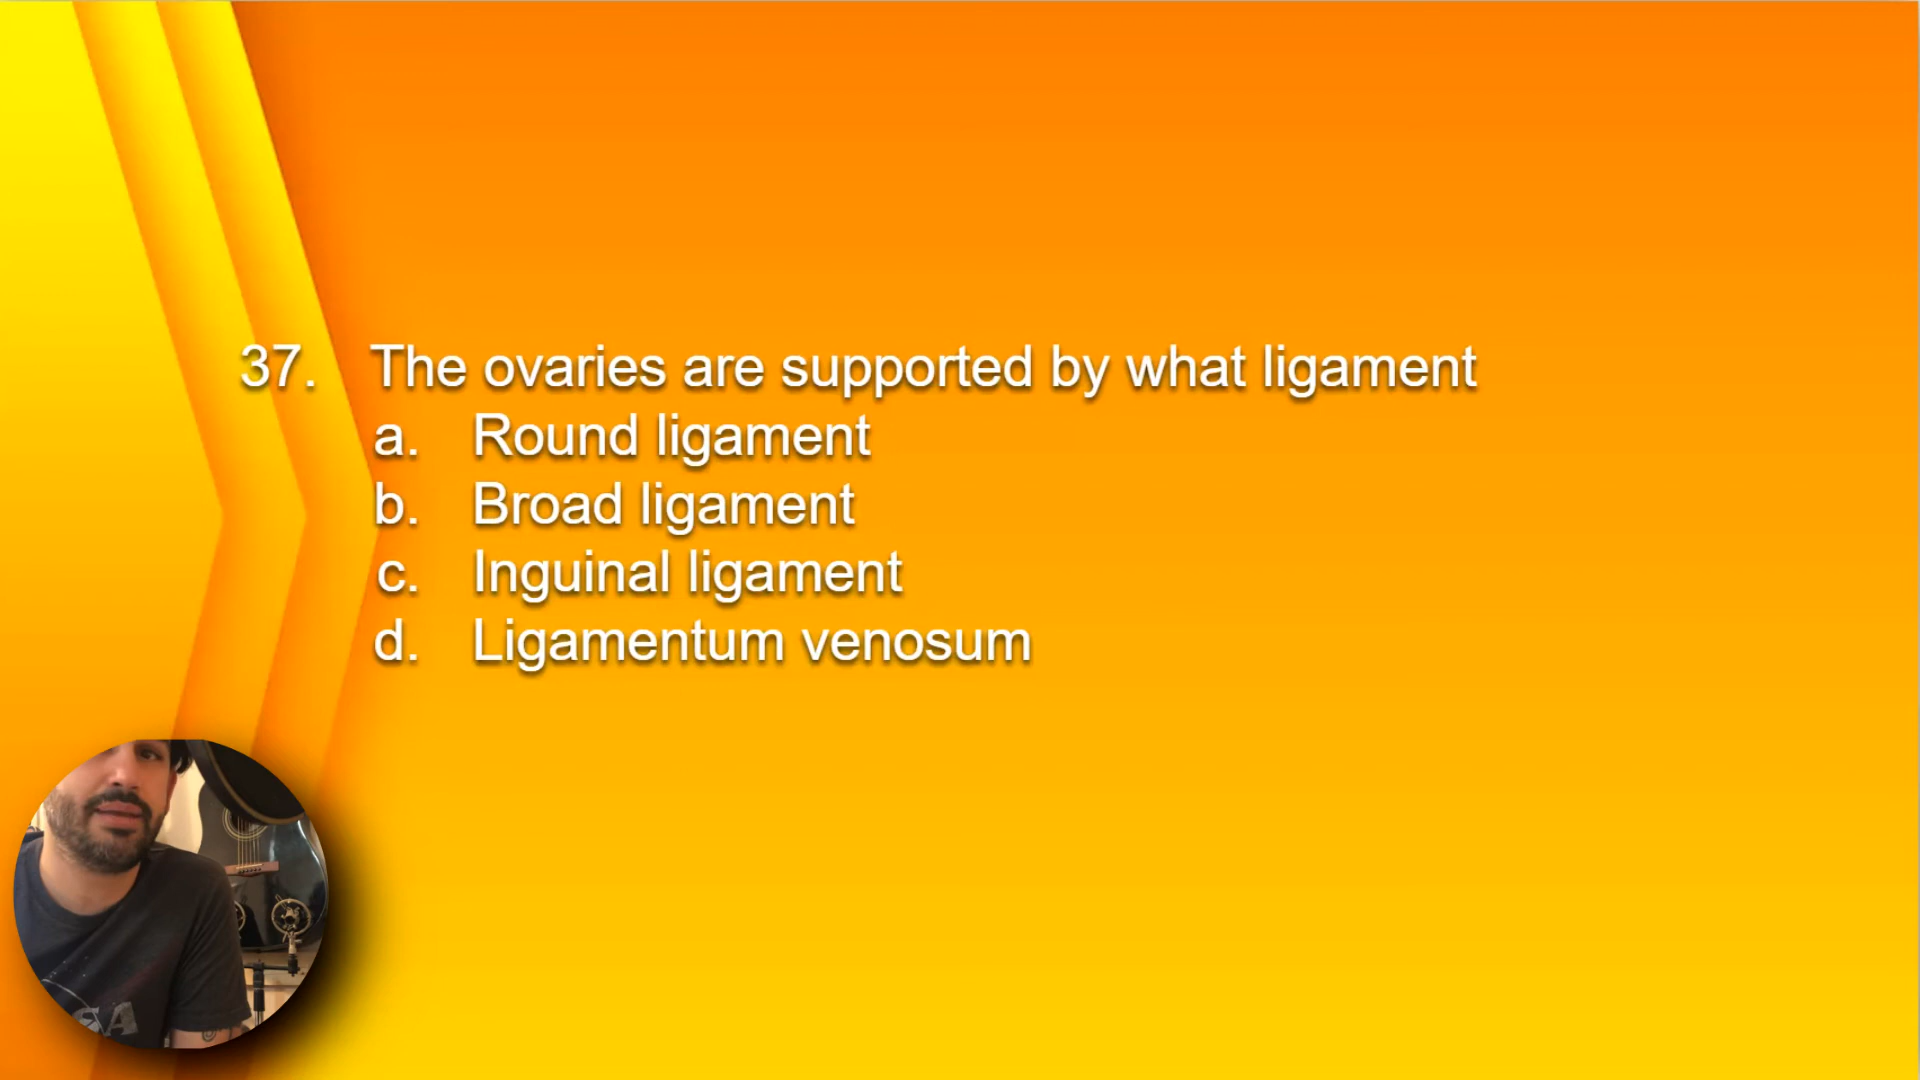 37. The ovaries are supported by what ligament
a. Round ligament
b. Broad ligament
c. Inguinal ligament
d. Ligamentum venosum